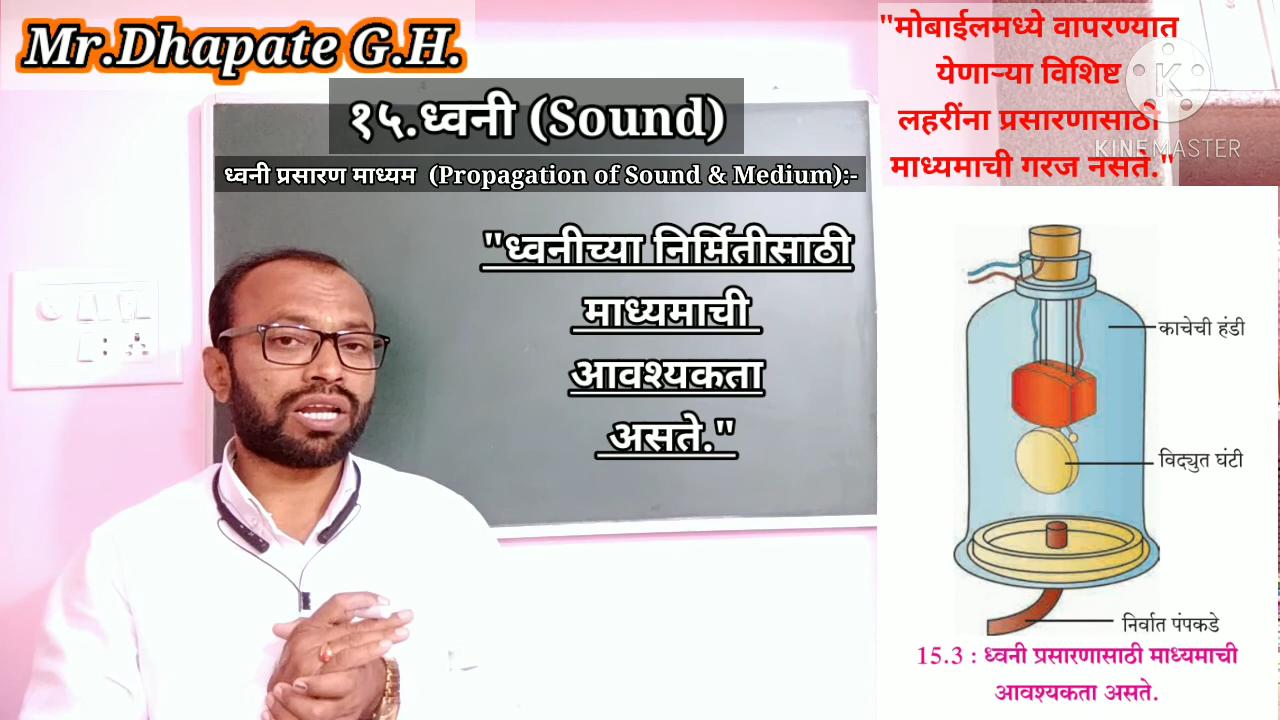 Mr.Dhapate G.H.
१५.ध्वनी (Sound)
ध्वनी प्रसारण माध्यम (Propagation of Sound & Medium):-
"ध्वनीच्या निर्मितीसाठी
माध्यमाची
आवश्यकता
असते."
"मोबाईलमध्ये वापरण्यात
येणाऱ्या विशिष्ट
लहरींना प्रसारणासाठी
माध्यमाची गरज नसते."
K
KINEMASTER
काचेची हंडी
विद्युत घंटी
निर्वात पंपकडे
15.3 : ध्वनी प्रसारणासाठी माध्यमाची
आवश्यकता असते.